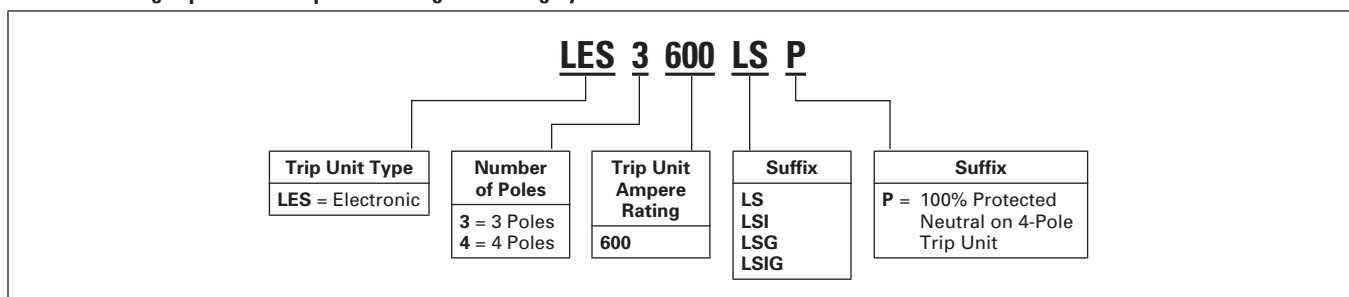 LES 3 600 LS P
Trip Unit Type
LES = Electronic
Number
of Poles
3 = 3 Poles
4 = 4 Poles
Trip Unit
Ampere
Rating
600
Suffix
LS
LSI
LSG
LSIG
Suffix
P = 100% Protected
Neutral on 4-Pole
Trip Unit